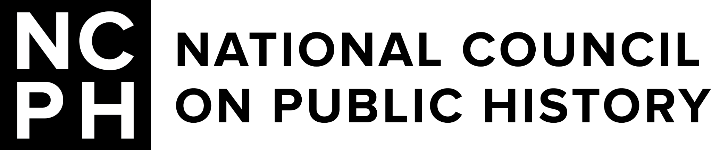 NC
PH
NATIONAL COUNCIL
ON PUBLIC HISTORY